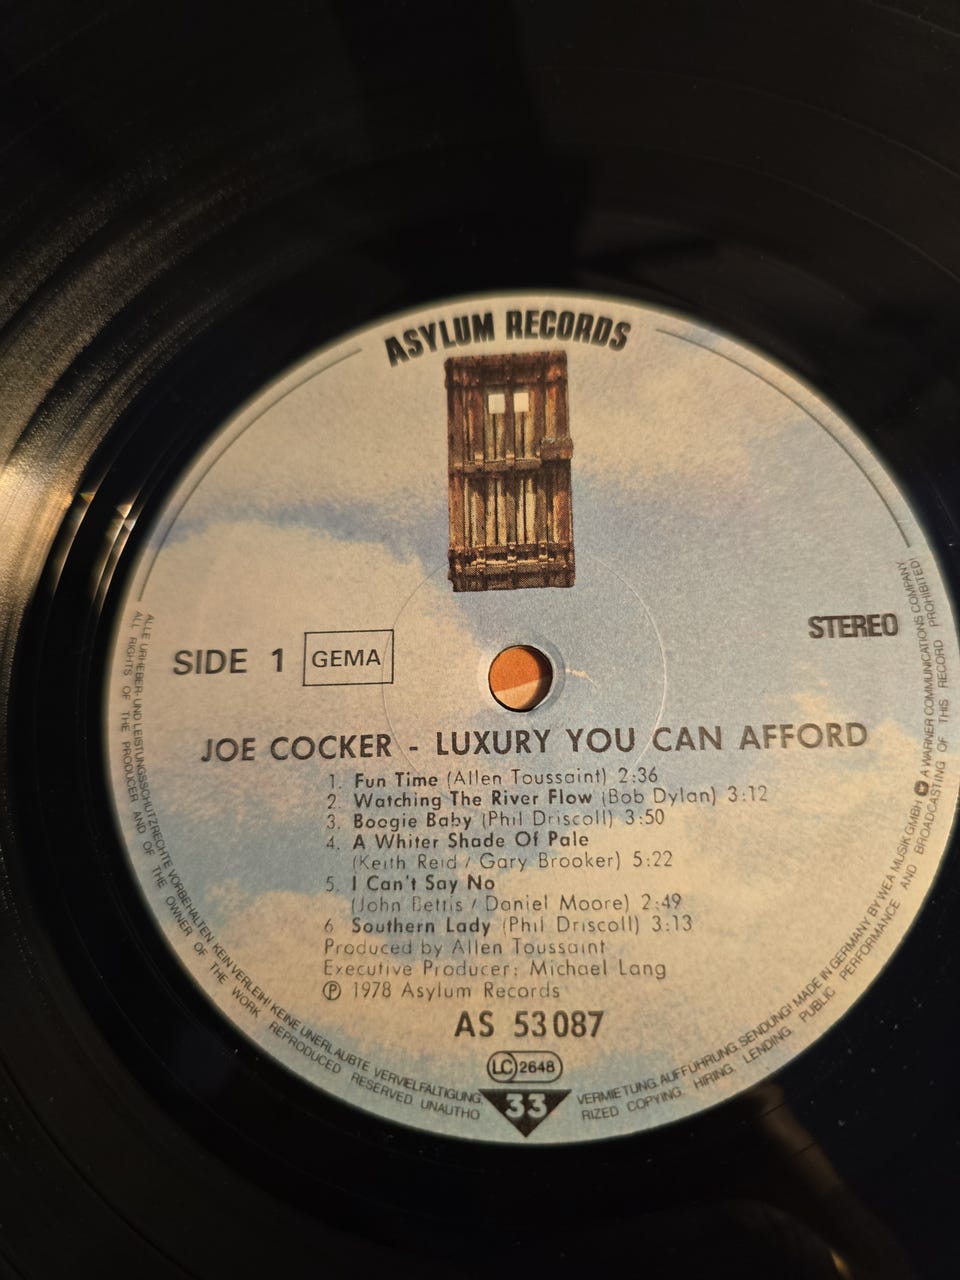 ASYLUM RECORDS
STEREO
SIDE 1 GEMA
JOE COCKER - LUXURY YOU CAN AFFORD
1. Fun Time (Allen Toussaint) 2:36
2. Watching The River Flow (Bob Dylan) 3:12
3. Boogie Baby (Phil Driscoll) 3:50
4. A Whiter Shade Of Pale
(Keith Reid / Gary Brooker) 5:22
5. I Can't Say No
(John Bettis / Daniel Moore) 2:49
6 Southern Lady (Phil Driscoll) 3:13
Produced by Allen Toussaint
Executive Producer: Michael Lang
℗ 1978 Asylum Records
AS 53087
LC 2648
33
ALLE URHEBER- UND LEISTUNGSSCHUTZRECHTE VORBEHALTEN. KEIN VERLEIH! KEINE UNERLAUBTE VERVIELFÄLTIGUNG, VERMIETUNG, AUFFÜHRUNG, SENDUNG! MADE IN GERMANY BY WEA MUSIK GMBH A WARNER COMMUNICATIONS COMPANY
ALL RIGHTS OF THE PRODUCER AND OF THE OWNER OF THE WORK REPRODUCED RESERVED UNAUTHORIZED COPYING, HIRING, LENDING, PUBLIC PERFORMANCE AND BROADCASTING OF THIS RECORD PROHIBITED!